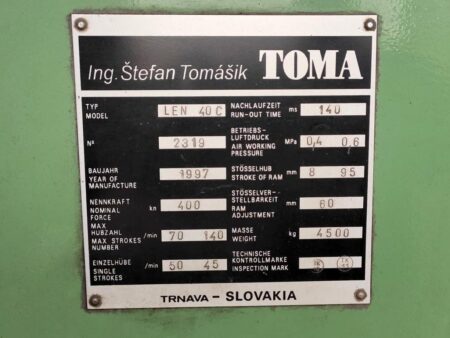 Ing. Štefan Tomášik TOMA
TYP
MODEL LEN 40 C
Nº 2319
BAUJAHR
YEAR OF
MANUFACTURE 1997
NENNKRAFT
NOMINAL
FORCE kn 400
MAX
HUBZAHL
MAX STROKES
NUMBER /min 70 140
EINZELHÜBE
SINGLE
STROKES /min 50 45
NACHLAUFZEIT
RUN-OUT TIME ms 140
BETRIEBS-
LUFTDRUCK
AIR WORKING
PRESSURE MPa 0,4 0,6
STÖSSELHUB
STROKE OF RAM mm 8 95
STÖSSELVER-
STELLBARKEIT
RAM
ADJUSTMENT mm 60
MASSE
WEIGHT kg 4500
TECHNISCHE
KONTROLLMARKE
INSPECTION MARK
TRNAVA – SLOVAKIA